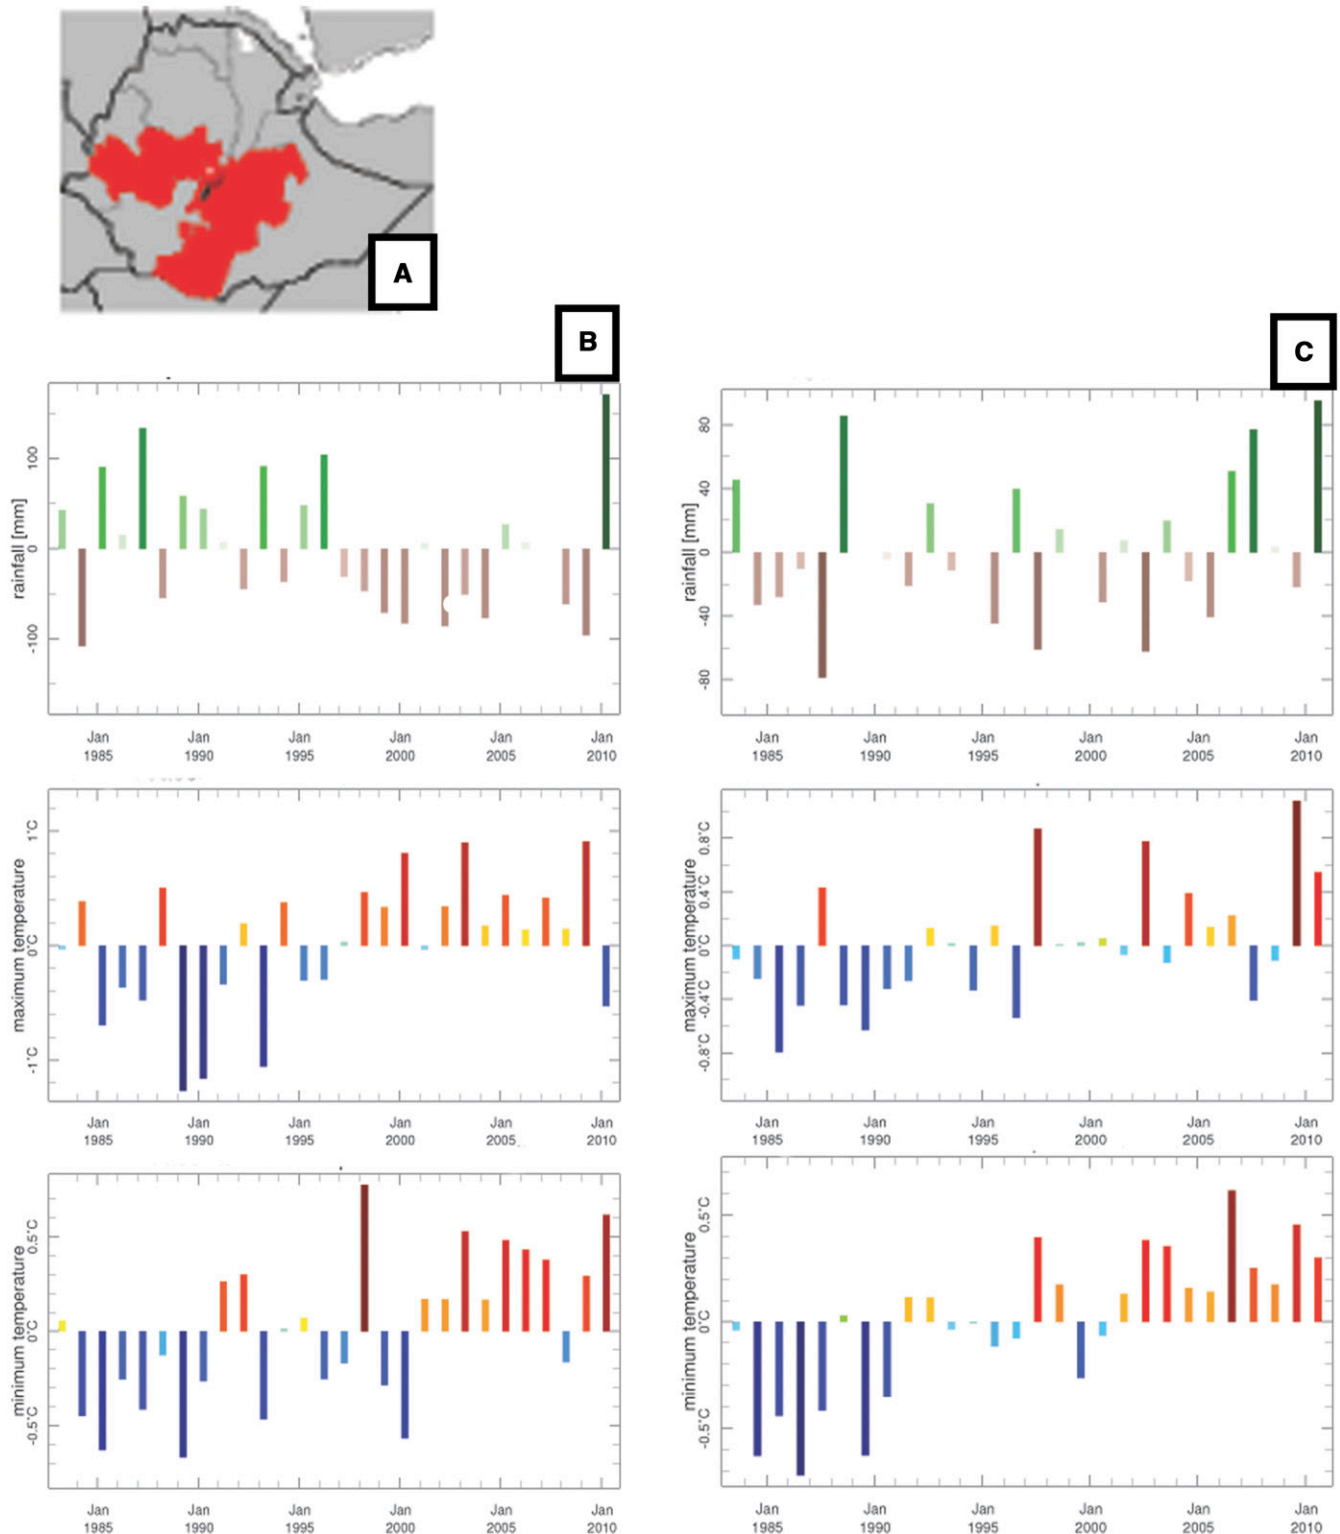 A
B
C
rainfall [mm]
100
0
-100
Jan Jan Jan Jan Jan Jan
1985 1990 1995 2000 2005 2010
rainfall [mm]
80
40
0
-40
-80
Jan Jan Jan Jan Jan Jan
1985 1990 1995 2000 2005 2010
maximum temperature
1°C
0°C
-1°C
Jan Jan Jan Jan Jan Jan
1985 1990 1995 2000 2005 2010
maximum temperature
0.8°C
0.4°C
0°C
-0.4°C
-0.8°C
Jan Jan Jan Jan Jan Jan
1985 1990 1995 2000 2005 2010
minimum temperature
0.5°C
0°C
-0.5°C
Jan Jan Jan Jan Jan Jan
1985 1990 1995 2000 2005 2010
minimum temperature
0.5°C
0°C
-0.5°C
Jan Jan Jan Jan Jan Jan
1985 1990 1995 2000 2005 2010